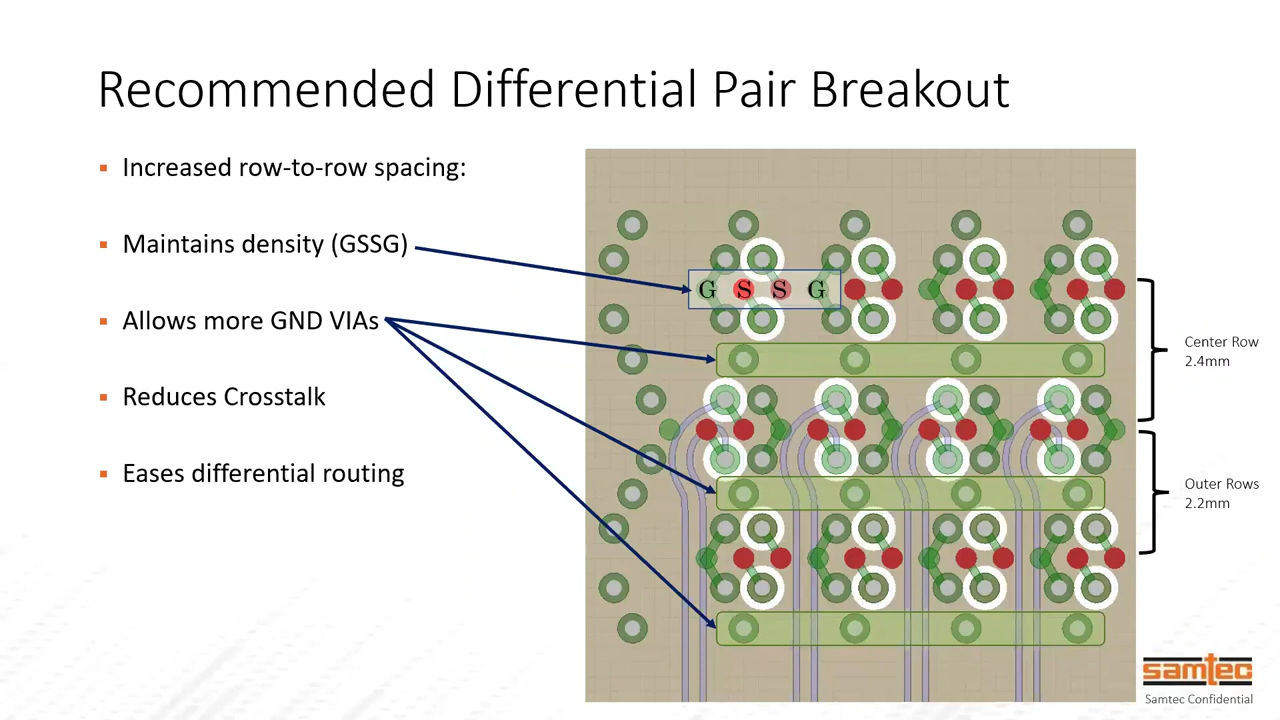 Recommended Differential Pair Breakout
Increased row-to-row spacing:
Maintains density (GSSG)
Allows more GND VIAs
Reduces Crosstalk
Eases differential routing
G S S G
Center Row
2.4mm
Outer Rows
2.2mm
samtec
Samtec Confidential